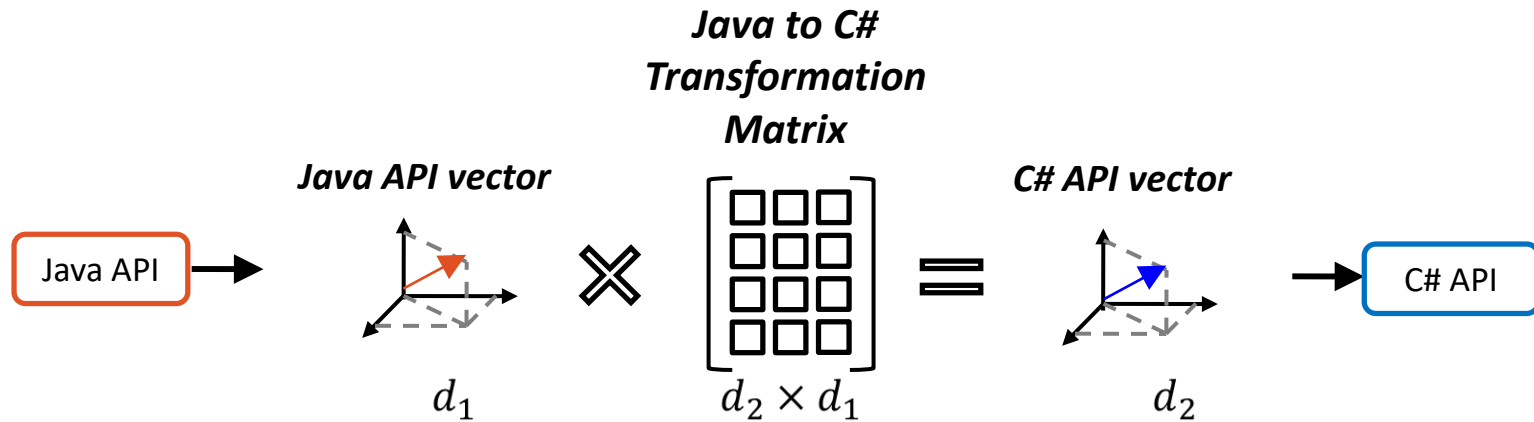 Java to C#
Transformation
Matrix
Java API vector
C# API vector
Java API
×
=
C# API
d₁
d₂ × d₁
d₂